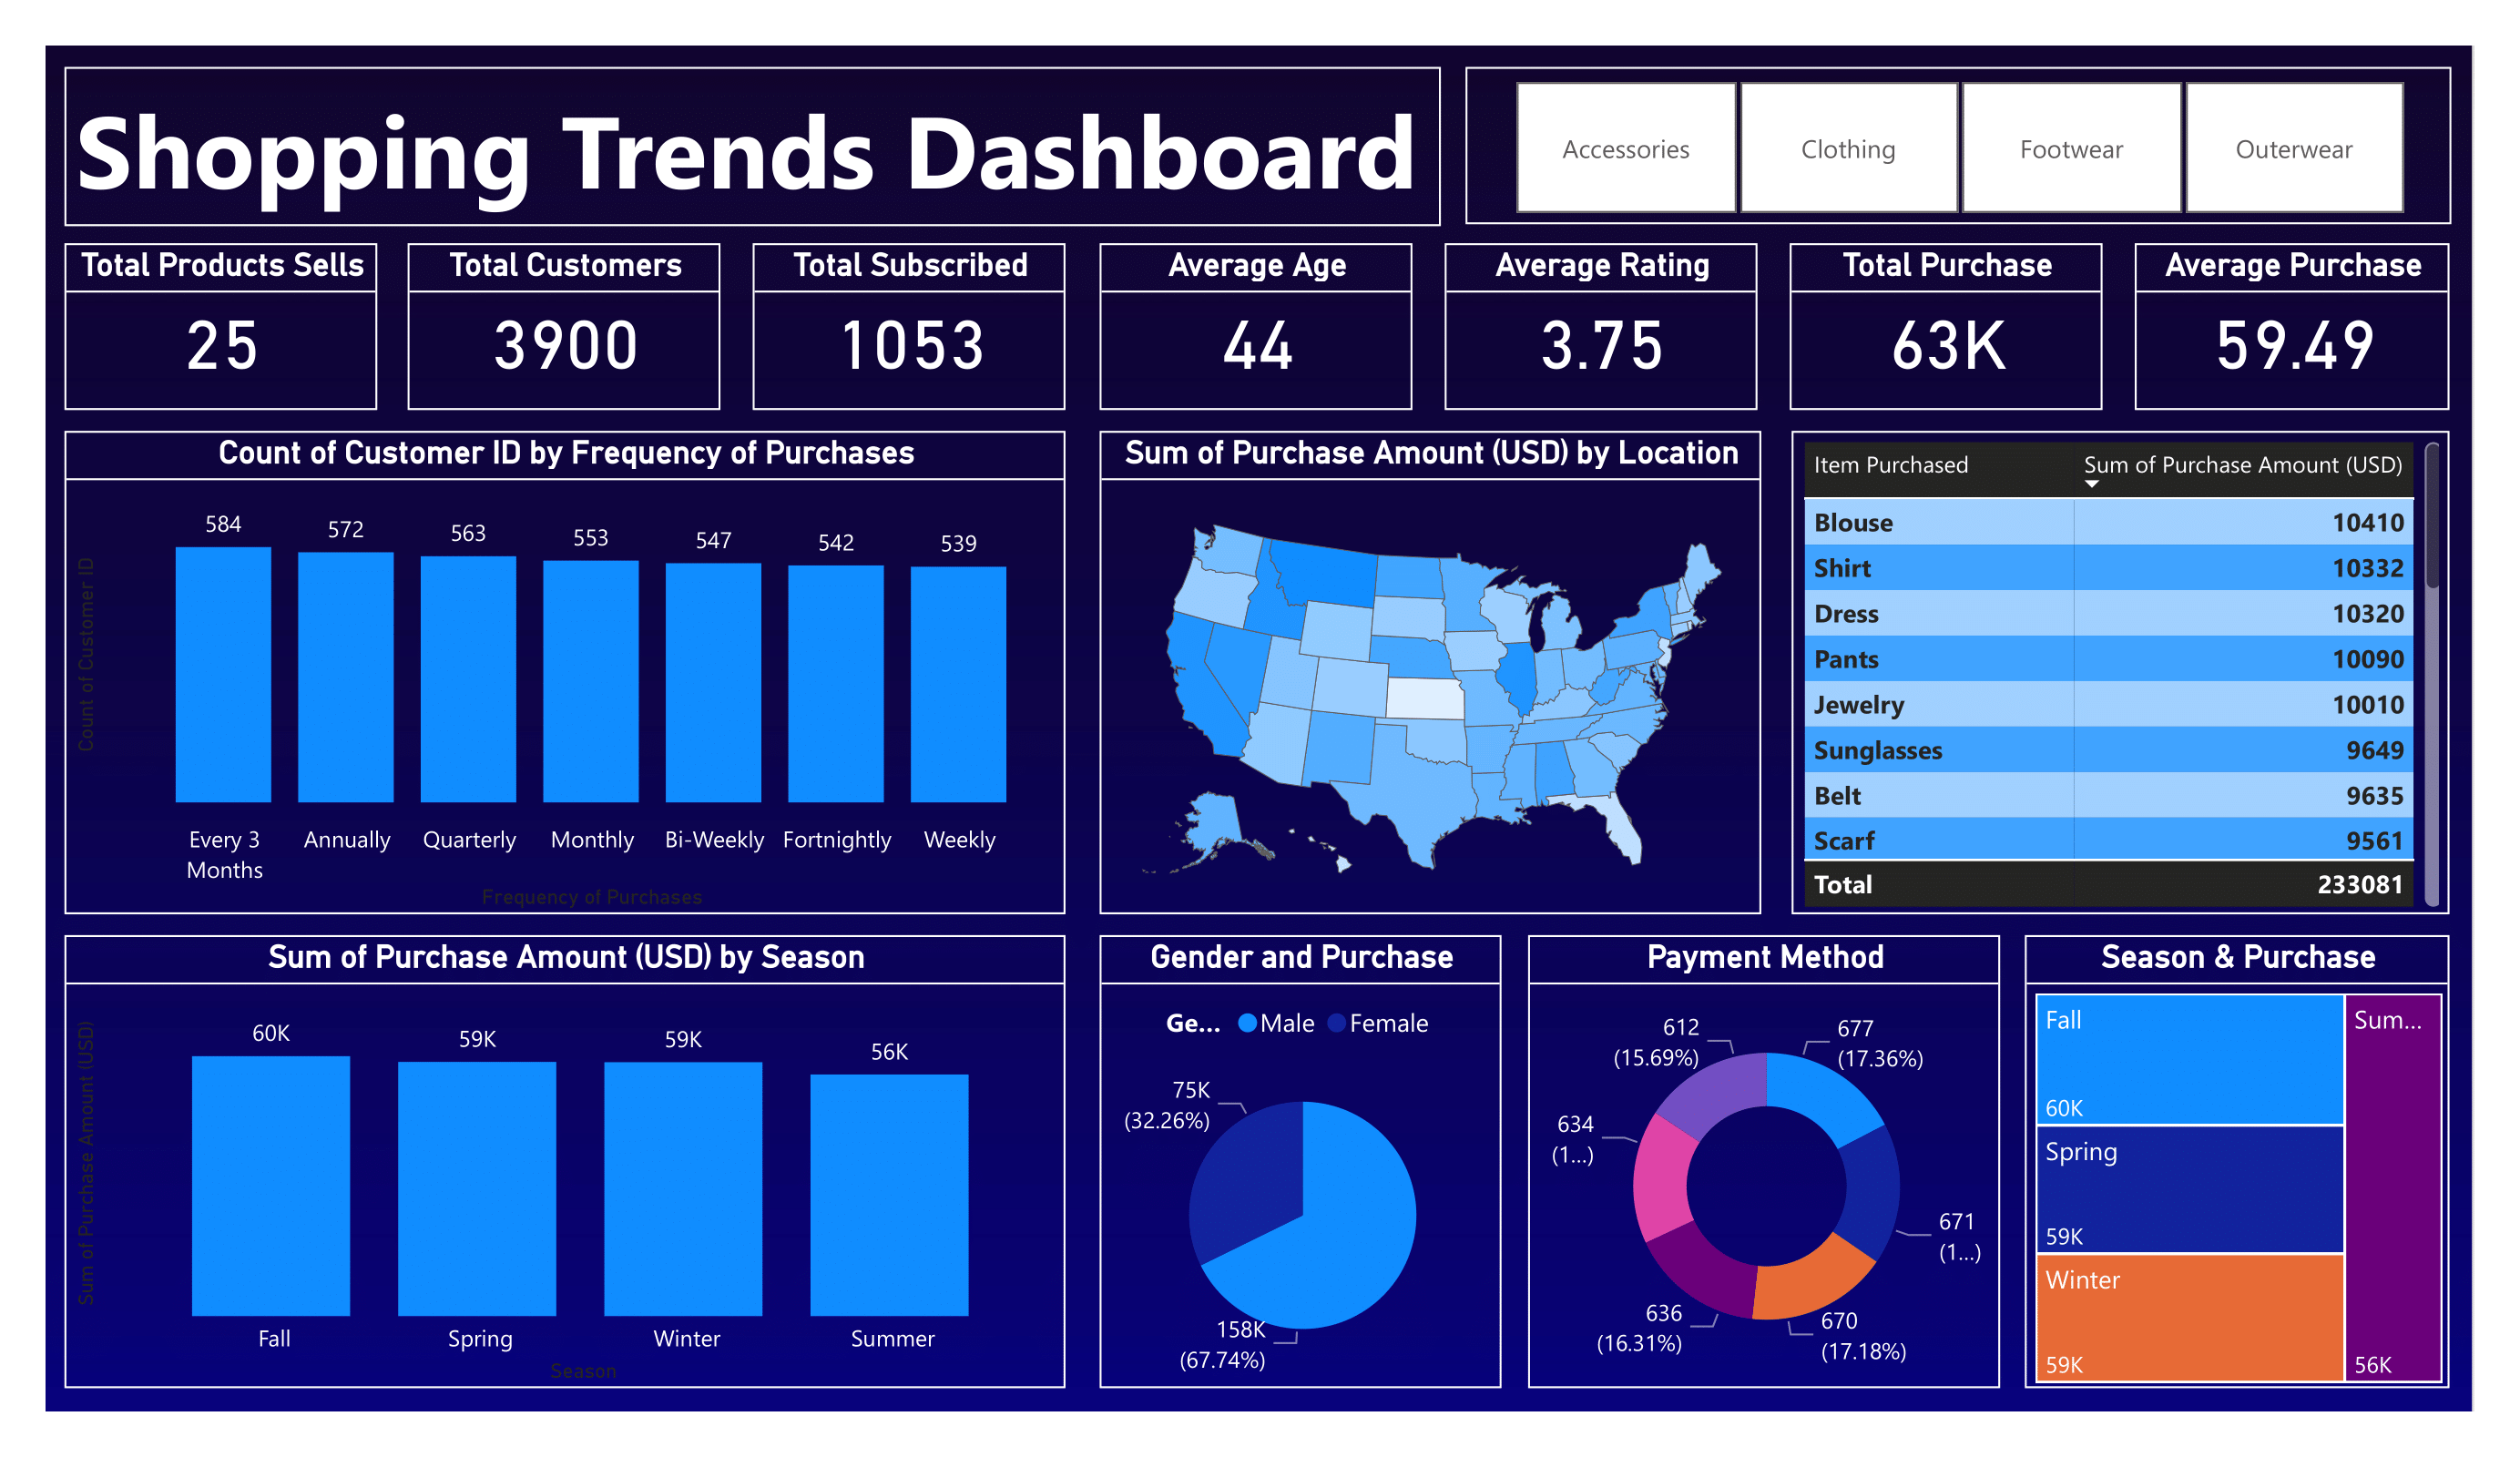 Shopping Trends Dashboard
Accessories
Clothing
Footwear
Outerwear
Total Products Sells
25
Total Customers
3900
Total Subscribed
1053
Average Age
44
Average Rating
3.75
Total Purchase
63K
Average Purchase
59.49
Count of Customer ID by Frequency of Purchases
Count of Customer ID
584
572
563
553
547
542
539
Every 3
Months
Annually
Quarterly
Monthly
Bi-Weekly
Fortnightly
Weekly
Frequency of Purchases
Sum of Purchase Amount (USD) by Location
Item Purchased Sum of Purchase Amount (USD)
Blouse 10410
Shirt 10332
Dress 10320
Pants 10090
Jewelry 10010
Sunglasses 9649
Belt 9635
Scarf 9561
Total 233081
Sum of Purchase Amount (USD) by Season
Sum of Purchase Amount (USD)
60K
59K
59K
56K
Fall
Spring
Winter
Summer
Season
Gender and Purchase
Ge... Male Female
75K
(32.26%)
158K
(67.74%)
Payment Method
612
(15.69%)
677
(17.36%)
634
(1...)
671
(1...)
636
(16.31%)
670
(17.18%)
Season & Purchase
Fall
60K
Spring
59K
Winter
59K
Sum...
56K